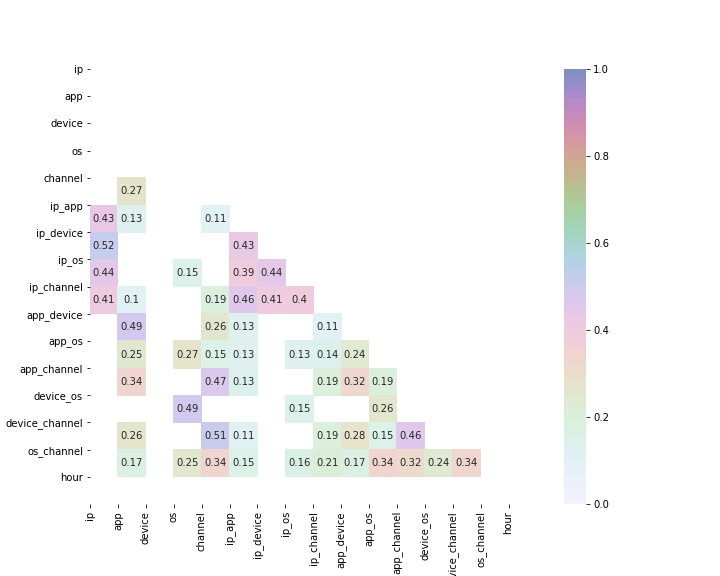 ip
app
device
os
channel
0.27
ip_app
0.43 0.13 0.11
ip_device
0.52 0.43
ip_os
0.44 0.15 0.39 0.44
ip_channel
0.41 0.1 0.19 0.46 0.41 0.4
app_device
0.49 0.26 0.13 0.11
app_os
0.25 0.27 0.15 0.13 0.13 0.14 0.24
app_channel
0.34 0.47 0.13 0.19 0.32 0.19
device_os
0.49 0.15 0.26
device_channel
0.26 0.51 0.11 0.19 0.28 0.15 0.46
os_channel
0.17 0.25 0.34 0.15 0.16 0.21 0.17 0.34 0.32 0.24 0.34
hour
ip
app
device
os
channel
ip_app
ip_device
ip_os
ip_channel
app_device
app_os
app_channel
device_os
vice_channel
os_channel
hour
1.0
0.8
0.6
0.4
0.2
0.0